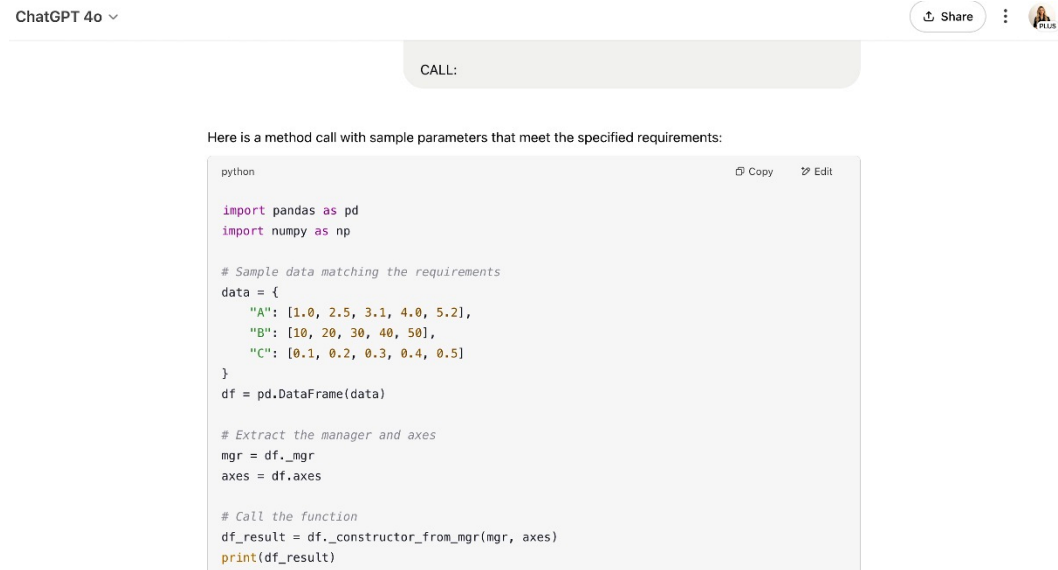 ChatGPT 4o
Share
PLUS
CALL:
Here is a method call with sample parameters that meet the specified requirements:
python
Copy
Edit
import pandas as pd
import numpy as np
# Sample data matching the requirements
data = {
    "A": [1.0, 2.5, 3.1, 4.0, 5.2],
    "B": [10, 20, 30, 40, 50],
    "C": [0.1, 0.2, 0.3, 0.4, 0.5]
}
df = pd.DataFrame(data)
# Extract the manager and axes
mgr = df._mgr
axes = df.axes
# Call the function
df_result = df._constructor_from_mgr(mgr, axes)
print(df_result)